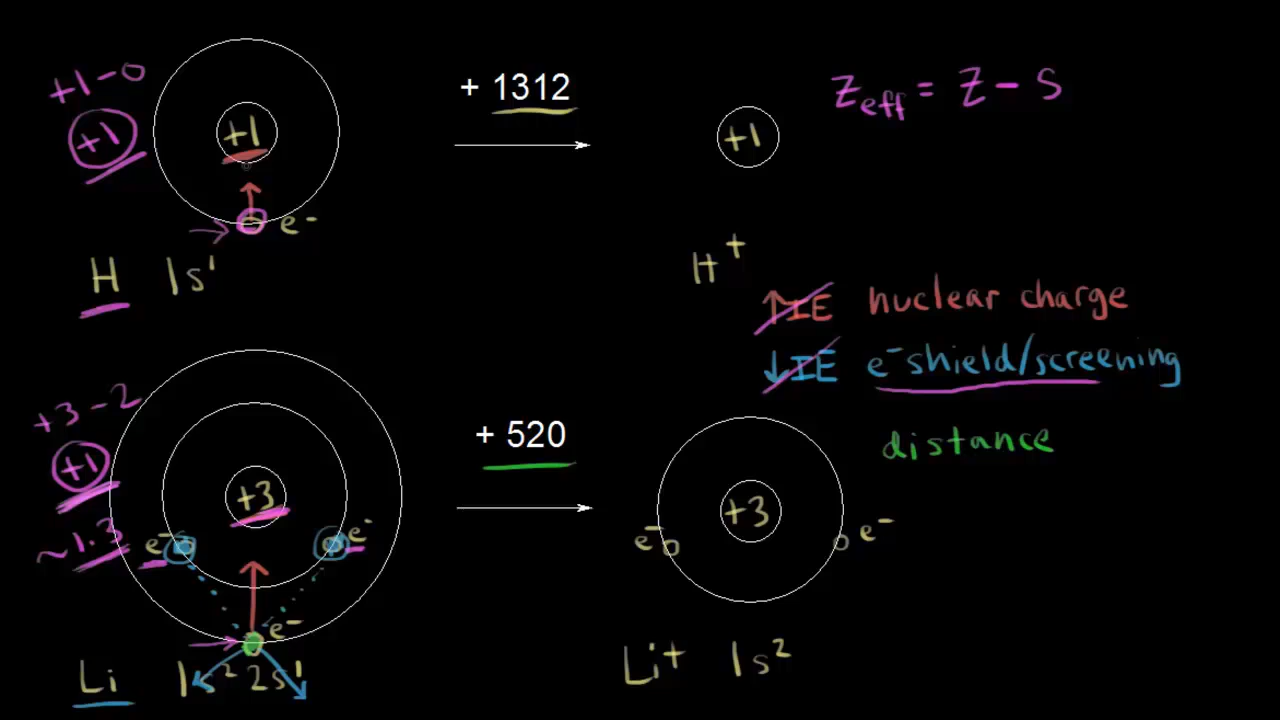 +1-0
+1
+1
e-
H 1s¹
+ 1312
+1
H+
Zeff = Z - S
↑IE nuclear charge
↓IE e- shield/screening
distance
+3-2
+1
~1.3
+3
e-
e-
e-
Li 1s² 2s¹
+ 520
+3
e-
e-
Li+ 1s²